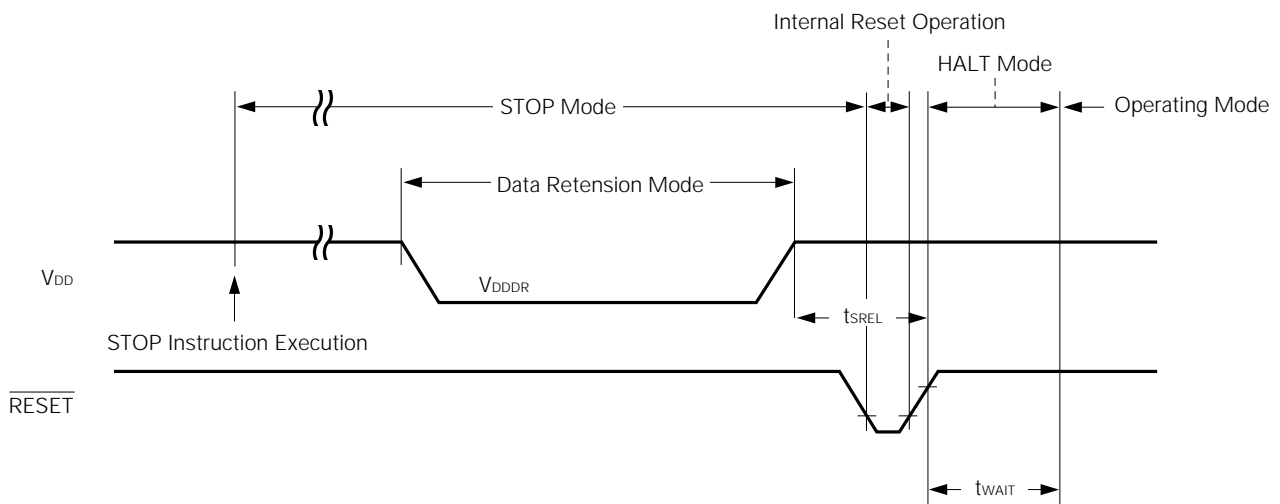 Internal Reset Operation
HALT Mode
STOP Mode
Operating Mode
Data Retension Mode
VDD
VDDDR
tSREL
STOP Instruction Execution
RESET
tWAIT